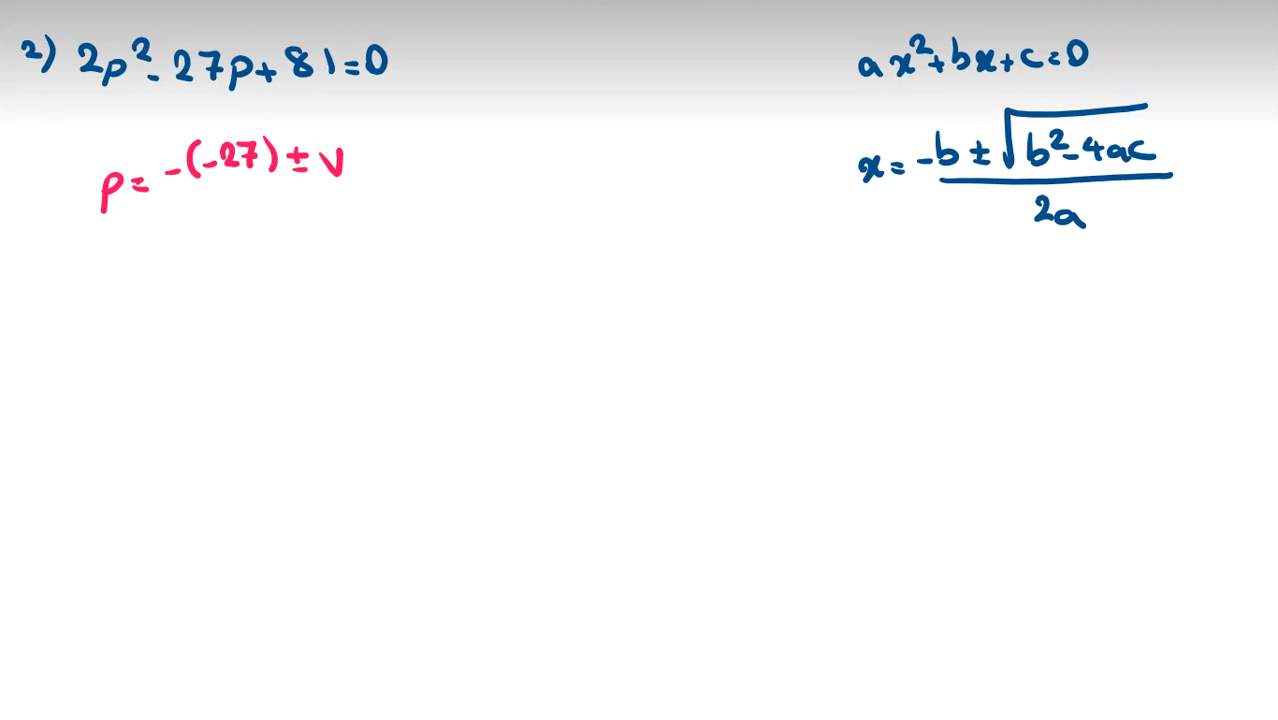 2) 2p² - 27p + 81 = 0
p = -(-27) ± √
ax² + bx + c = 0
x = -b ± √b² - 4ac
2a